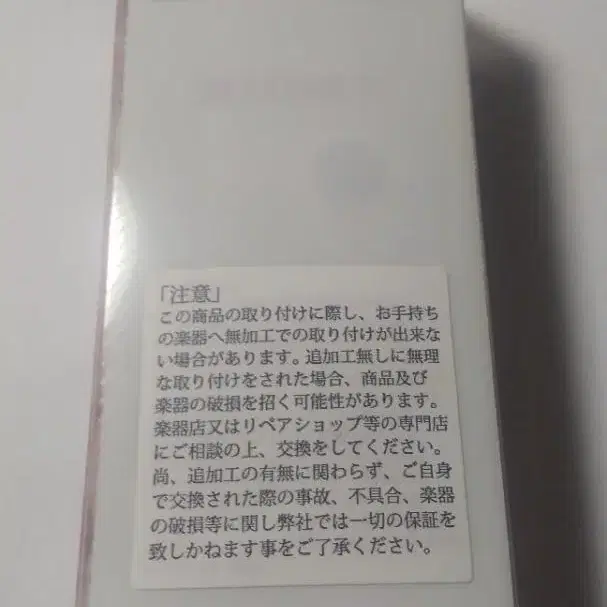 「注意」
この商品の取り付けに際し、お手持ち
の楽器へ無加工での取り付けが出来な
い場合があります。追加工無しに無理
な取り付けをされた場合、商品及び
楽器の破損を招く可能性があります。
楽器店又はリペアショップ等の専門店
にご相談の上、交換をしてください。
尚、追加工の有無に関わらず、ご自身
で交換された際の事故、不具合、楽器
の破損等に関し弊社では一切の保証を
致しかねます事をご了承ください。